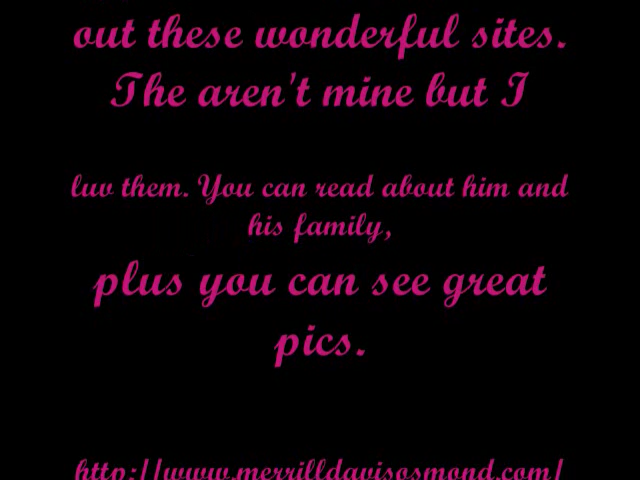 out these wonderful sites.
The aren't mine but I
luv them. You can read about him and
his family,
plus you can see great
pics.
http://www.merrilldavisosmond.com/